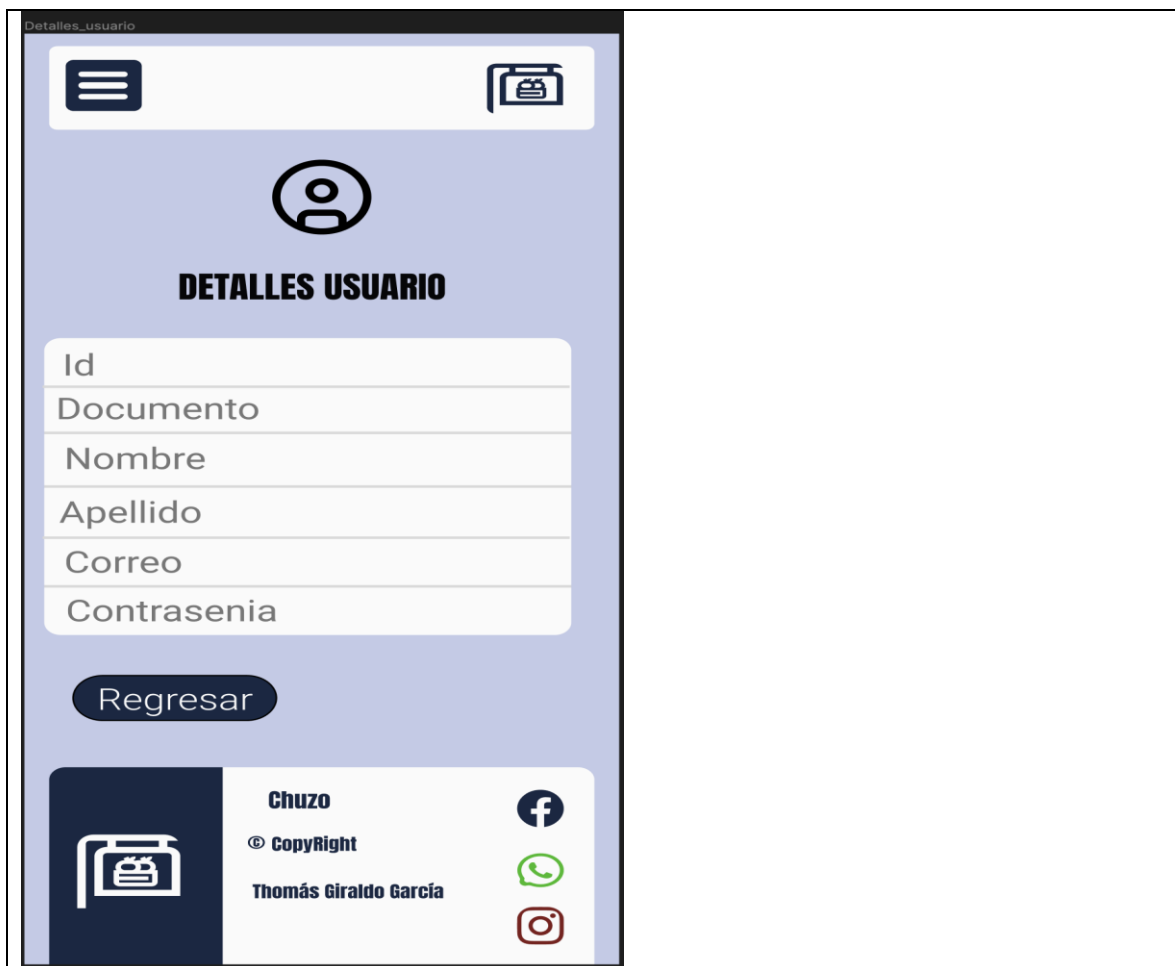 Detalles_usuario
DETALLES USUARIO
Id
Documento
Nombre
Apellido
Correo
Contrasenia
Regresar
Chuzo
© CopyRight
Thomás Giraldo García